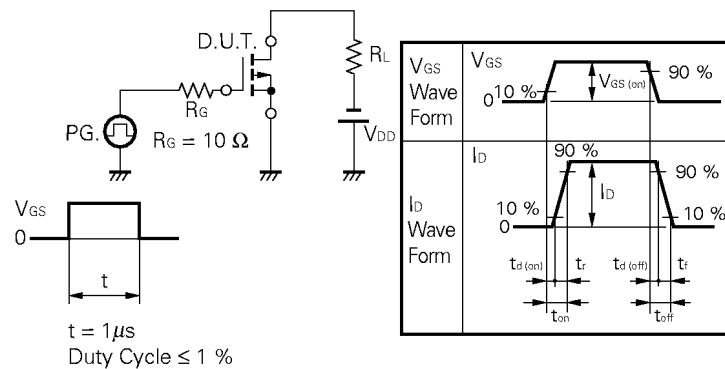 D.U.T.
RL
RG
PG.
RG = 10 Ω
VDD
VGS
0
t
t = 1μs
Duty Cycle ≤ 1 %
VGS
Wave
Form
VGS
10 %
0
VGS (on)
90 %
ID
Wave
Form
ID
90 %
90 %
ID
10 %
10 %
0
td (on)
tr
td (off)
tf
ton
toff